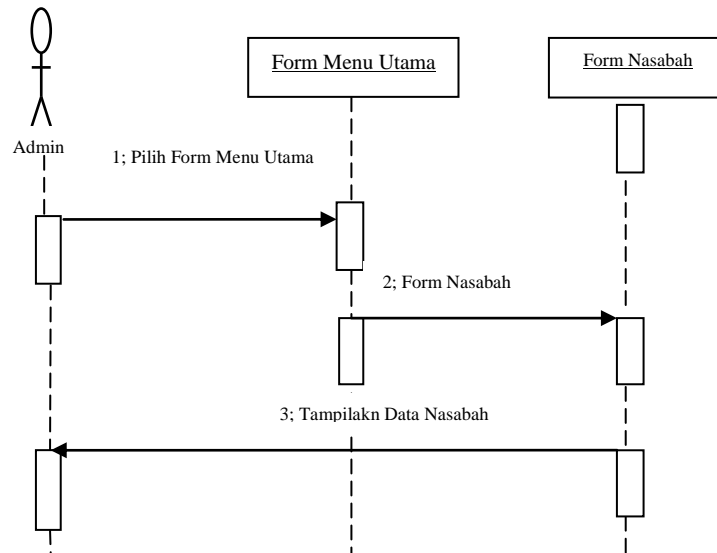 Form Menu Utama
Form Nasabah
Admin
1; Pilih Form Menu Utama
2; Form Nasabah
3; Tampilakn Data Nasabah